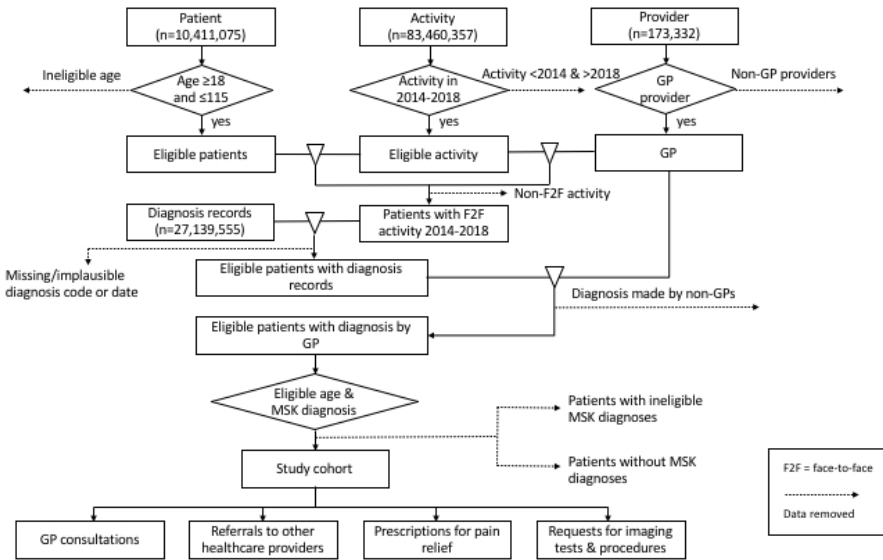 Patient
(n=10,411,075)
Activity
(n=83,460,357)
Provider
(n=173,332)
Ineligible age
Age ≥18
and ≤115
Activity in
2014-2018
Activity <2014 & >2018
GP
provider
Non-GP providers
yes
yes
yes
Eligible patients
Eligible activity
GP
Non-F2F activity
Diagnosis records
(n=27,139,555)
Patients with F2F
activity 2014-2018
Missing/implausible
diagnosis code or date
Eligible patients with diagnosis
records
Diagnosis made by non-GPs
Eligible patients with diagnosis by
GP
Eligible age &
MSK diagnosis
Patients with ineligible
MSK diagnoses
Study cohort
Patients without MSK
diagnoses
F2F = face-to-face
Data removed
GP consultations
Referrals to other
healthcare providers
Prescriptions for pain
relief
Requests for imaging
tests & procedures